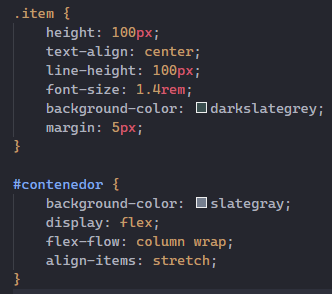 .item {
    height: 100px;
    text-align: center;
    line-height: 100px;
    font-size: 1.4rem;
    background-color: darkslategrey;
    margin: 5px;
}

#contenedor {
    background-color: slategray;
    display: flex;
    flex-flow: column wrap;
    align-items: stretch;
}